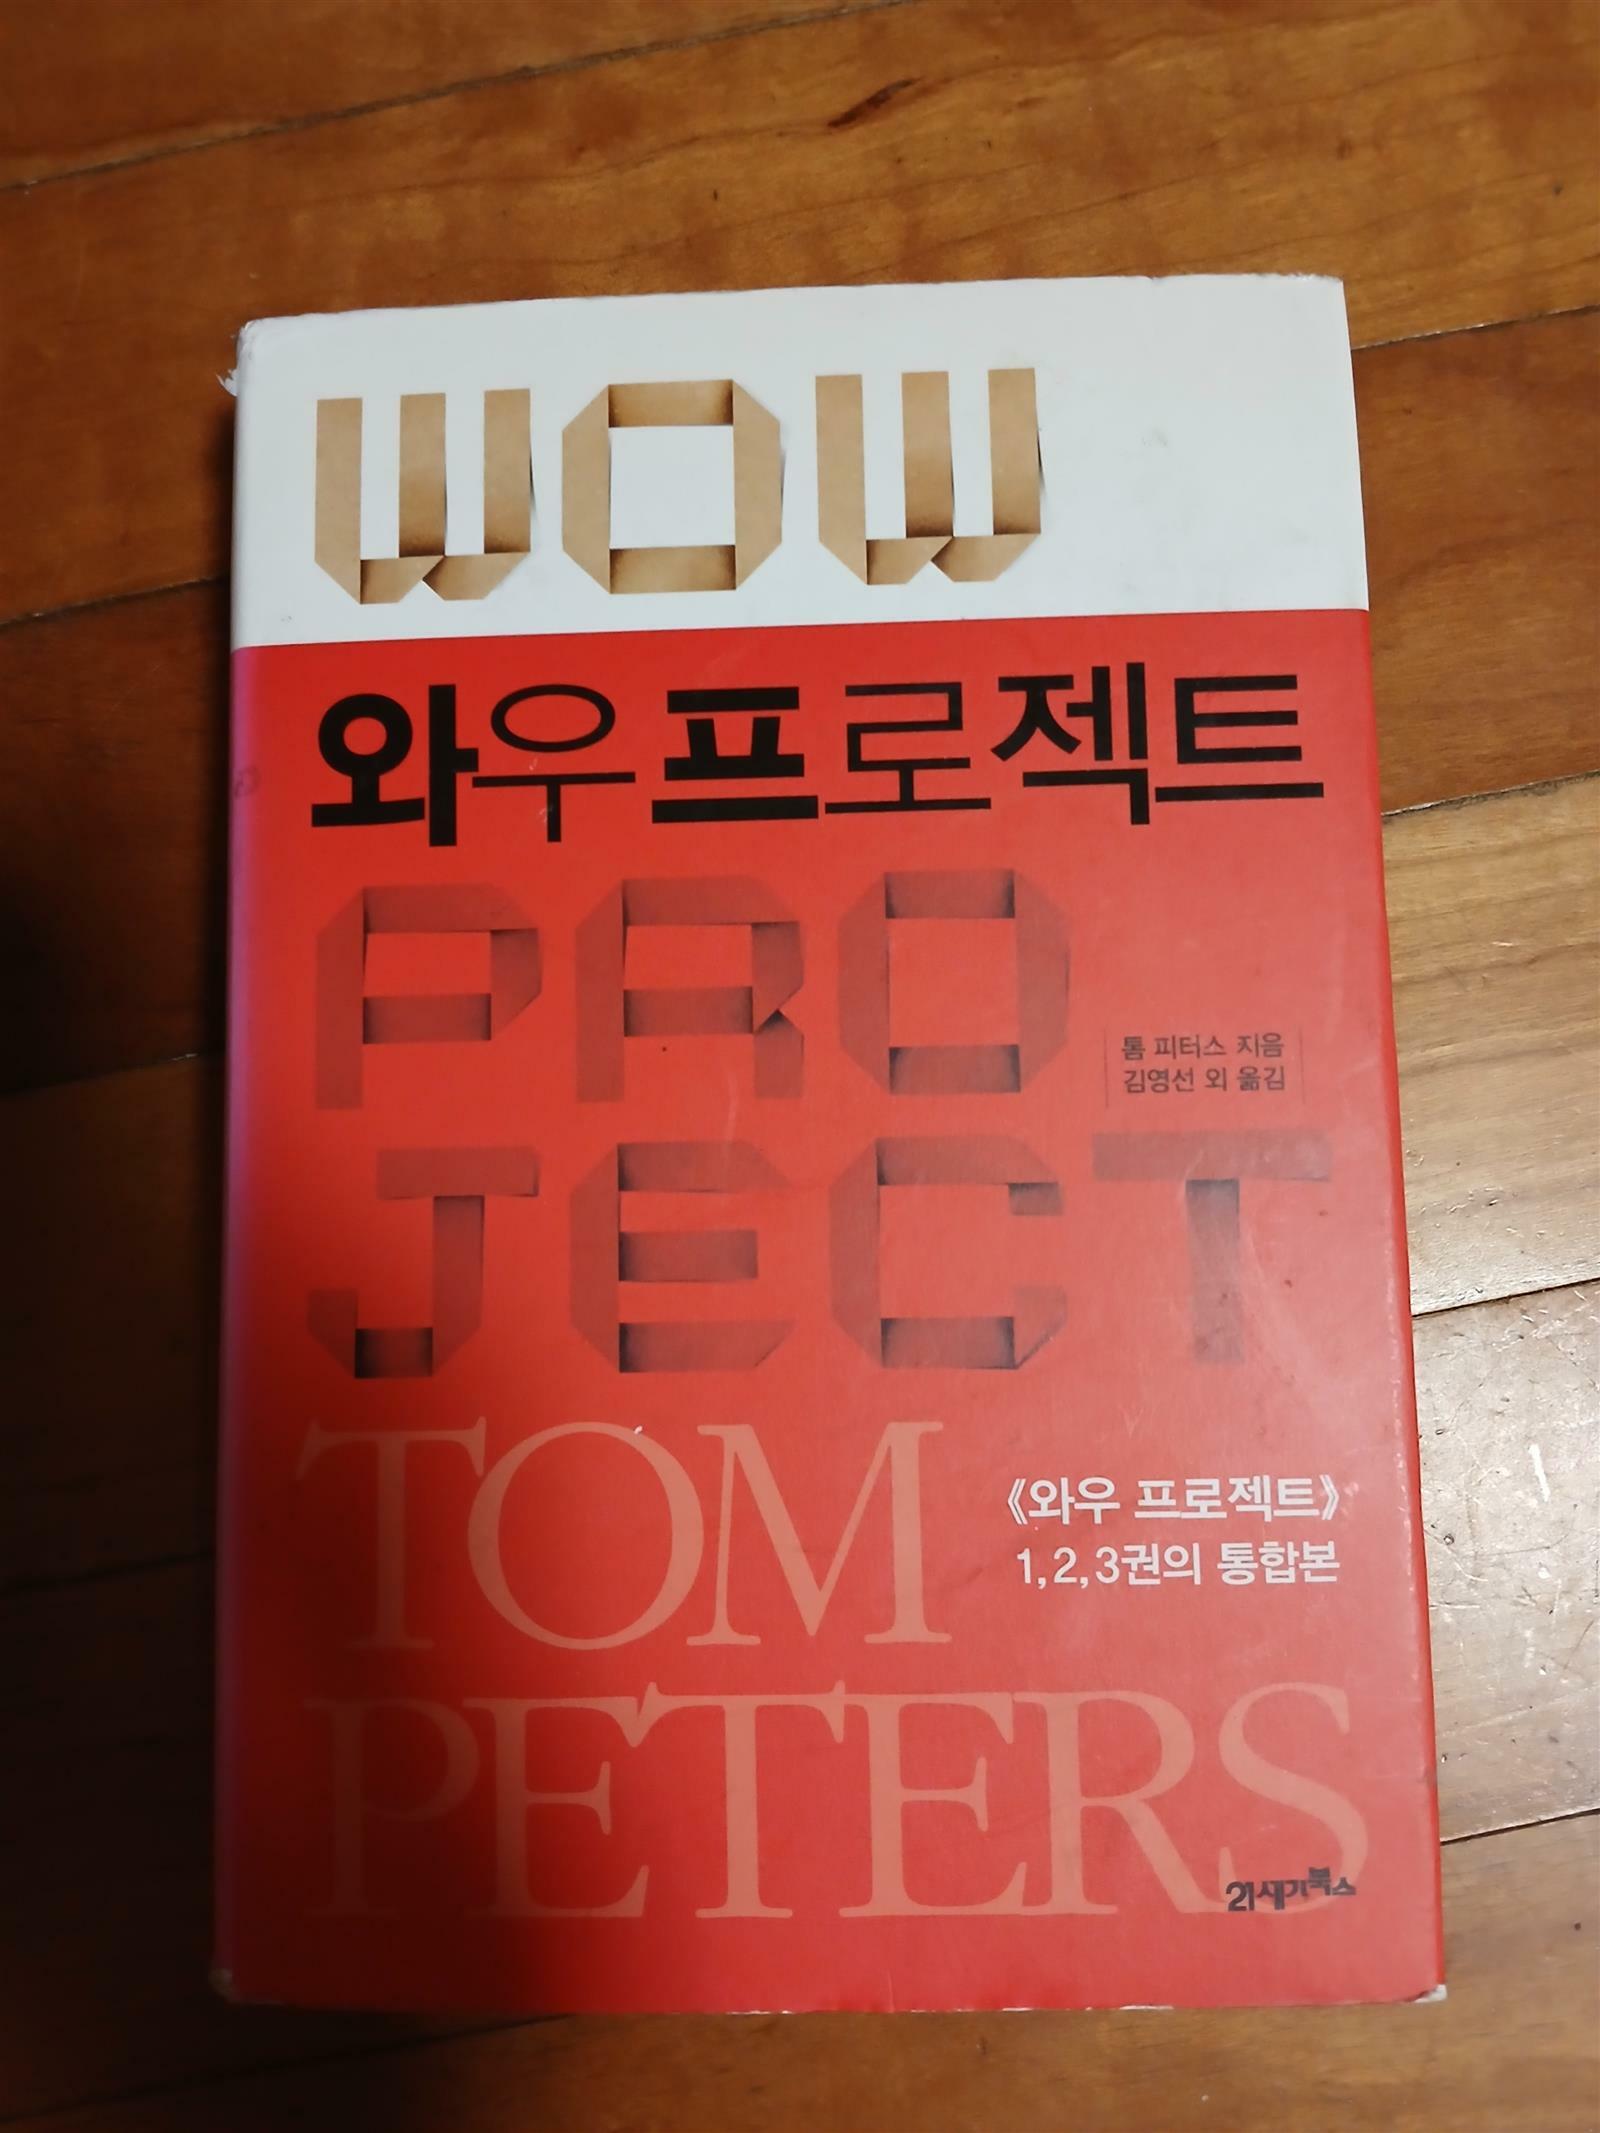 WOW
와우프로젝트
PRO
톰 피터스 지음
김영선 외 옮김
JECT
TOM
《와우 프로젝트》
1,2,3권의 통합본
PETERS
21세기북스